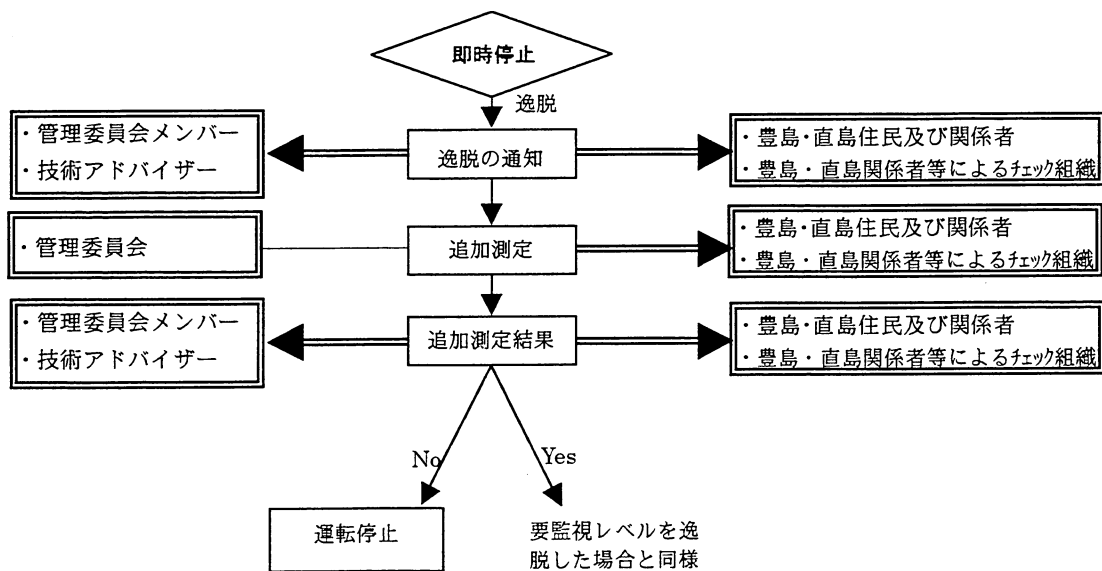 即時停止
逸脱
・管理委員会メンバー
・技術アドバイザー
逸脱の通知
・豊島・直島住民及び関係者
・豊島・直島関係者等によるﾁｪｯｸ組織
・管理委員会
追加測定
・豊島・直島住民及び関係者
・豊島・直島関係者等によるﾁｪｯｸ組織
・管理委員会メンバー
・技術アドバイザー
追加測定結果
・豊島・直島住民及び関係者
・豊島・直島関係者等によるﾁｪｯｸ組織
No
Yes
運転停止
要監視レベルを逸
脱した場合と同様